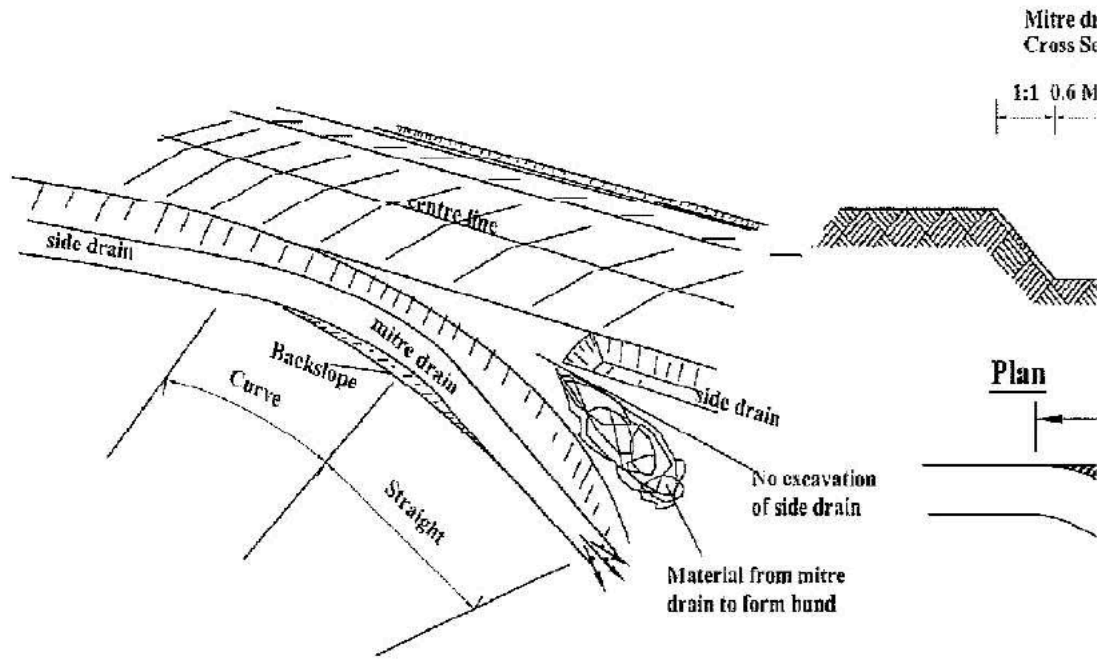 Mitre dr
Cross Se
1:1 0.6 M
centre line
side drain
mitre drain
Backslope
Curve
side drain
Plan
No excavation
of side drain
Straight
Material from mitre
drain to form bund